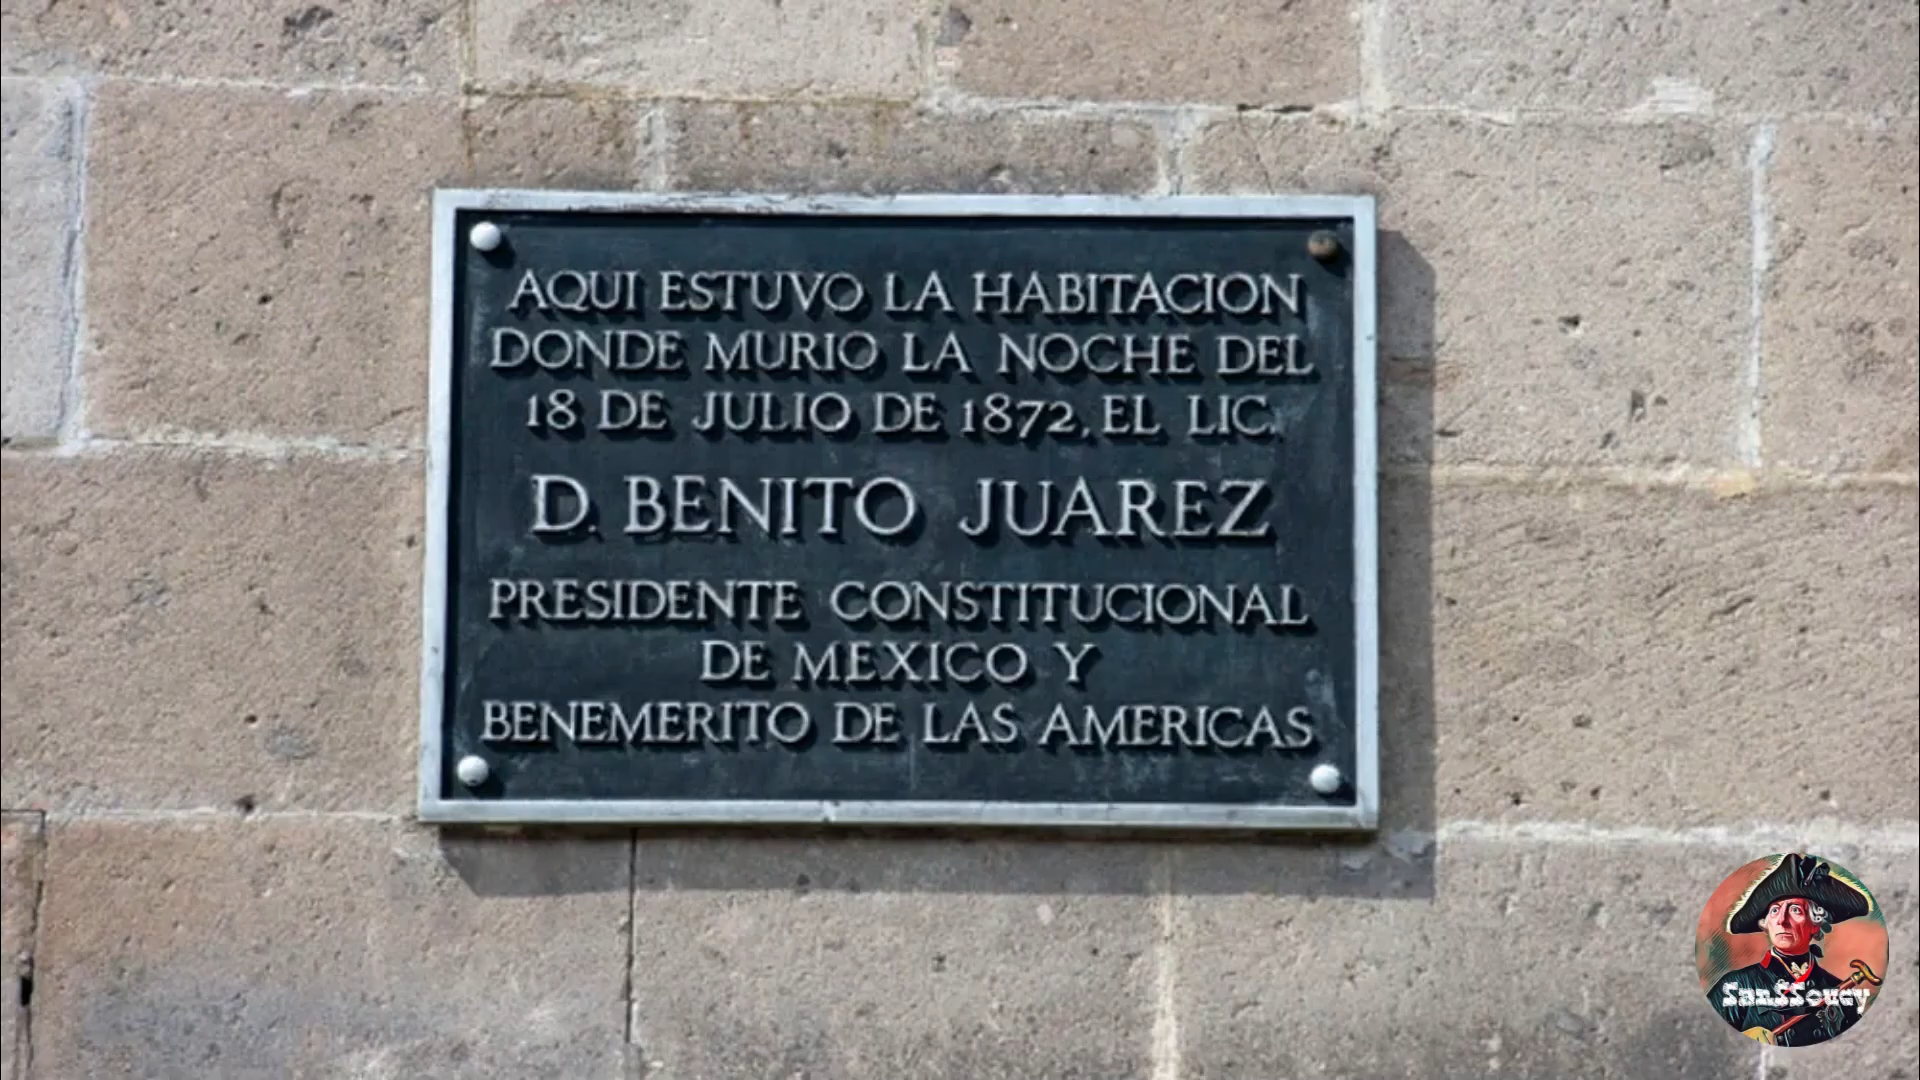 AQUI ESTUVO LA HABITACION
DONDE MURIO LA NOCHE DEL
18 DE JULIO DE 1872, EL LIC.
D. BENITO JUAREZ
PRESIDENTE CONSTITUCIONAL
DE MEXICO Y
BENEMERITO DE LAS AMERICAS
SanSSoucy